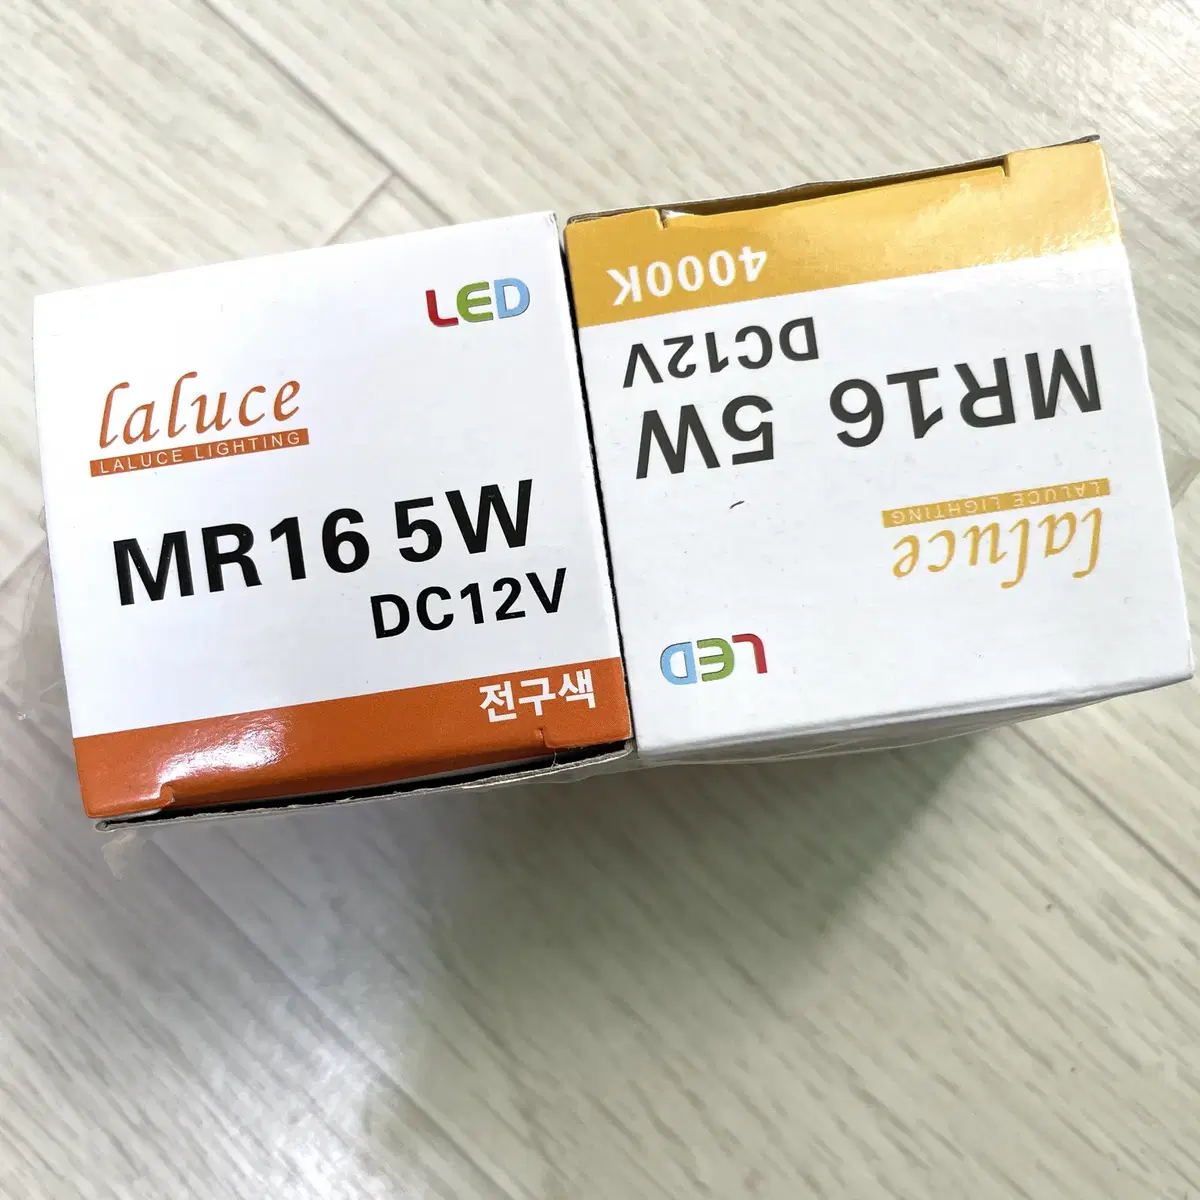 LED
laluce
LALUCE LIGHTING
MR16 5W
DC12V
전구색
LED
laluce
LALUCE LIGHTING
MR16 5W
DC12V
4000K